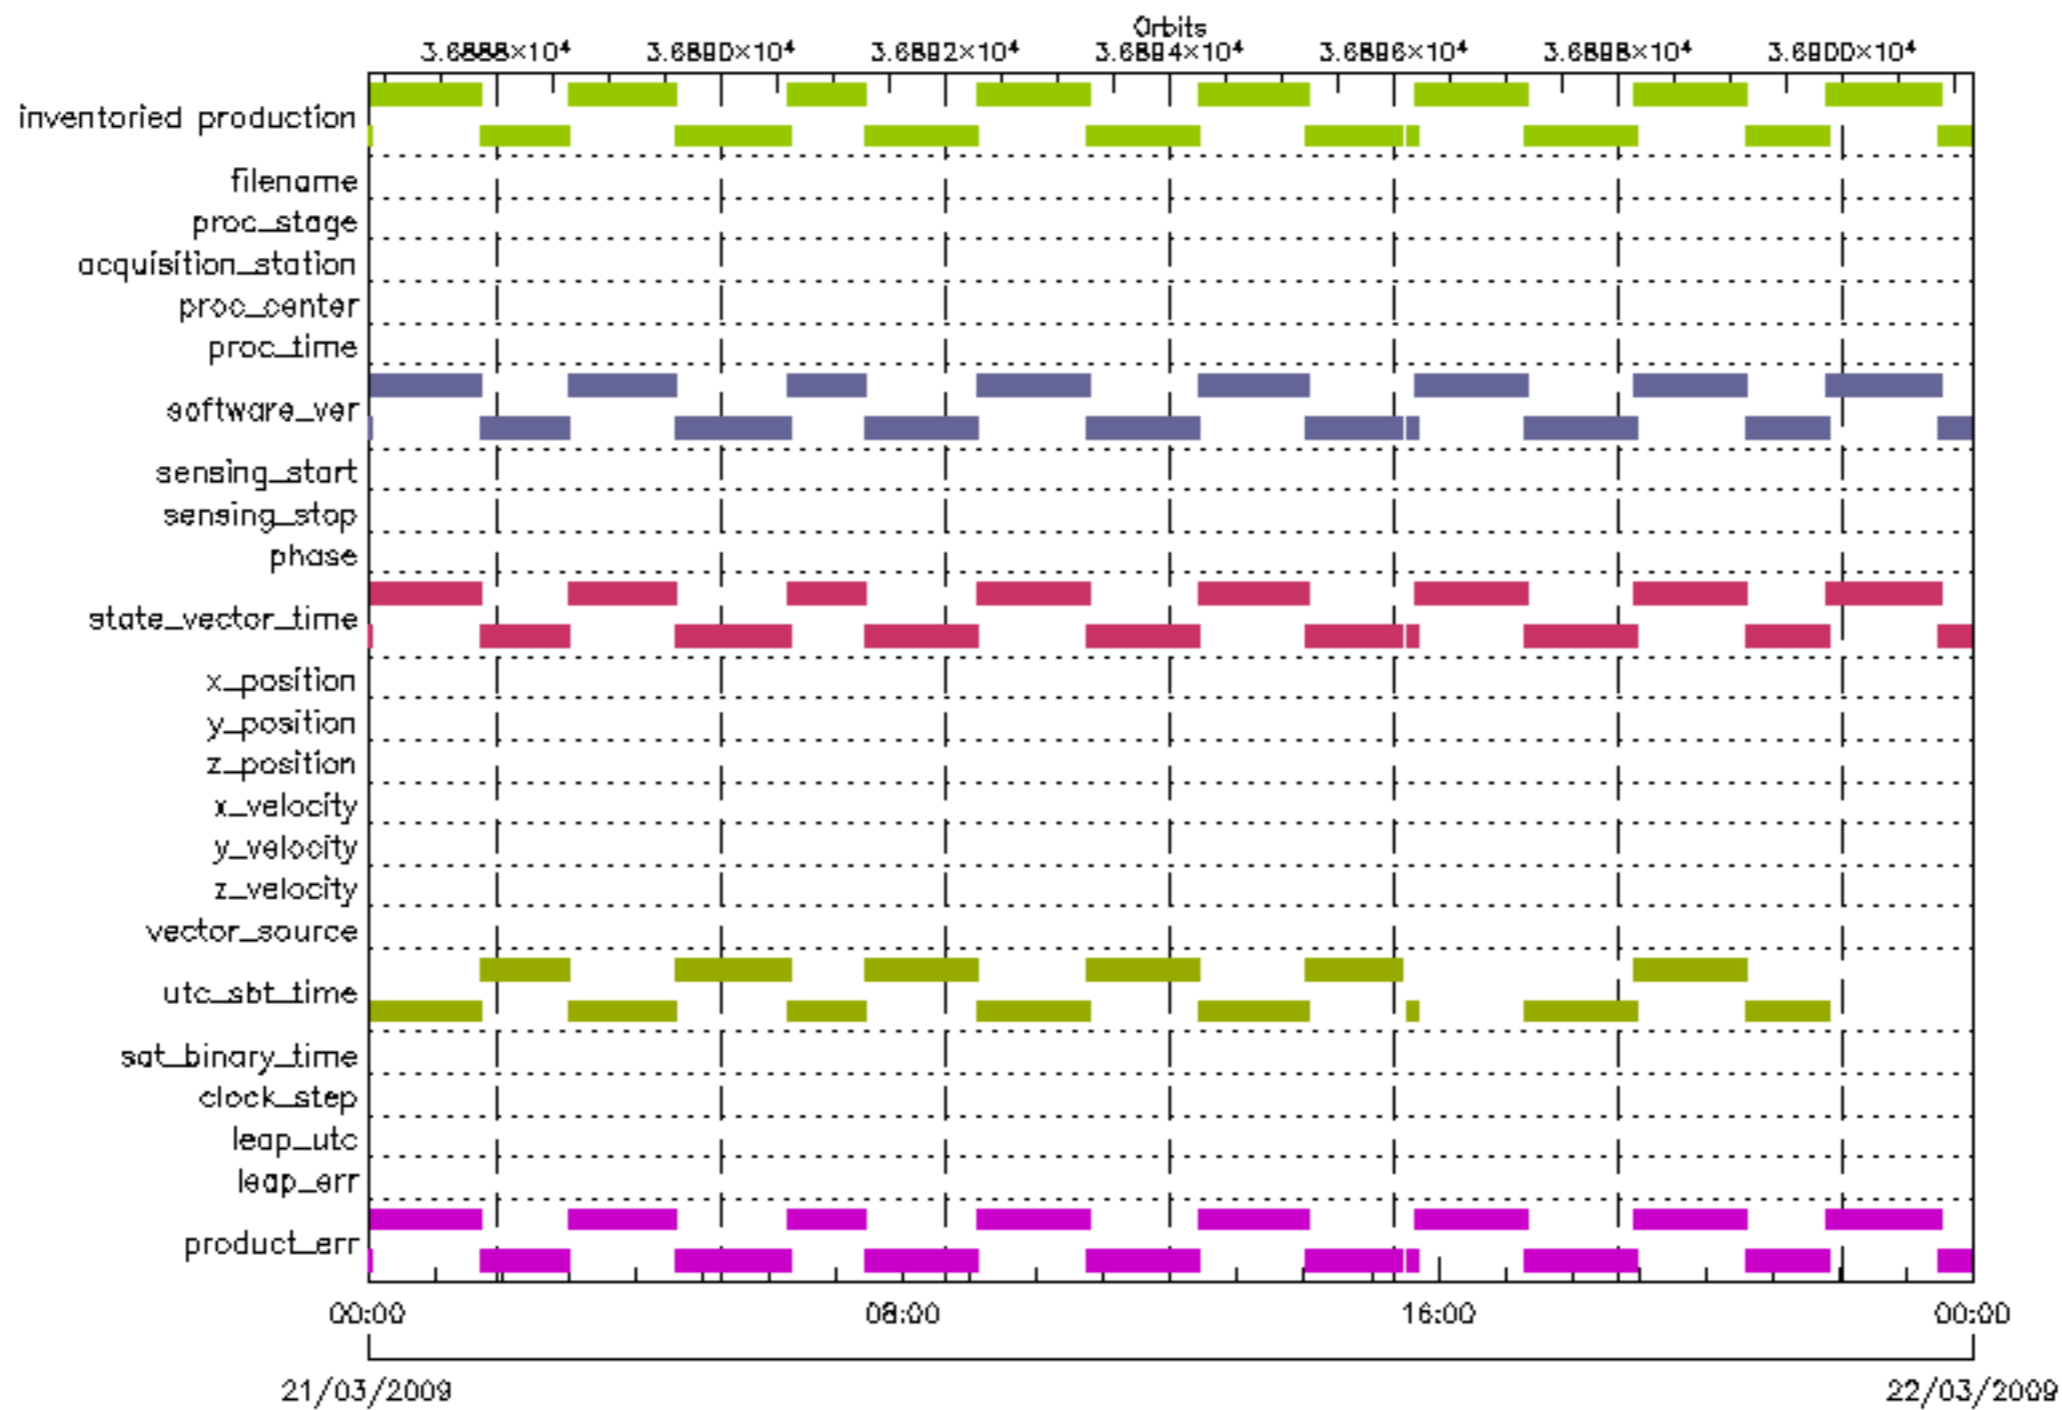 Orbits
3.6888×10⁴ 3.6890×10⁴ 3.6892×10⁴ 3.6894×10⁴ 3.6896×10⁴ 3.6898×10⁴ 3.6900×10⁴
inventoried production
filename
proc_stage
acquisition_station
proc_center
proc_time
software_ver
sensing_start
sensing_stop
phase
state_vector_time
x_position
y_position
z_position
x_velocity
y_velocity
z_velocity
vector_source
utc_sbt_time
sat_binary_time
clock_step
leap_utc
leap_err
product_err
00:00 08:00 16:00 00:00
21/03/2009 22/03/2009